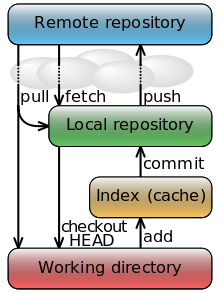 Remote repository
pull
fetch
push
Local repository
commit
Index (cache)
checkout
HEAD
add
Working directory